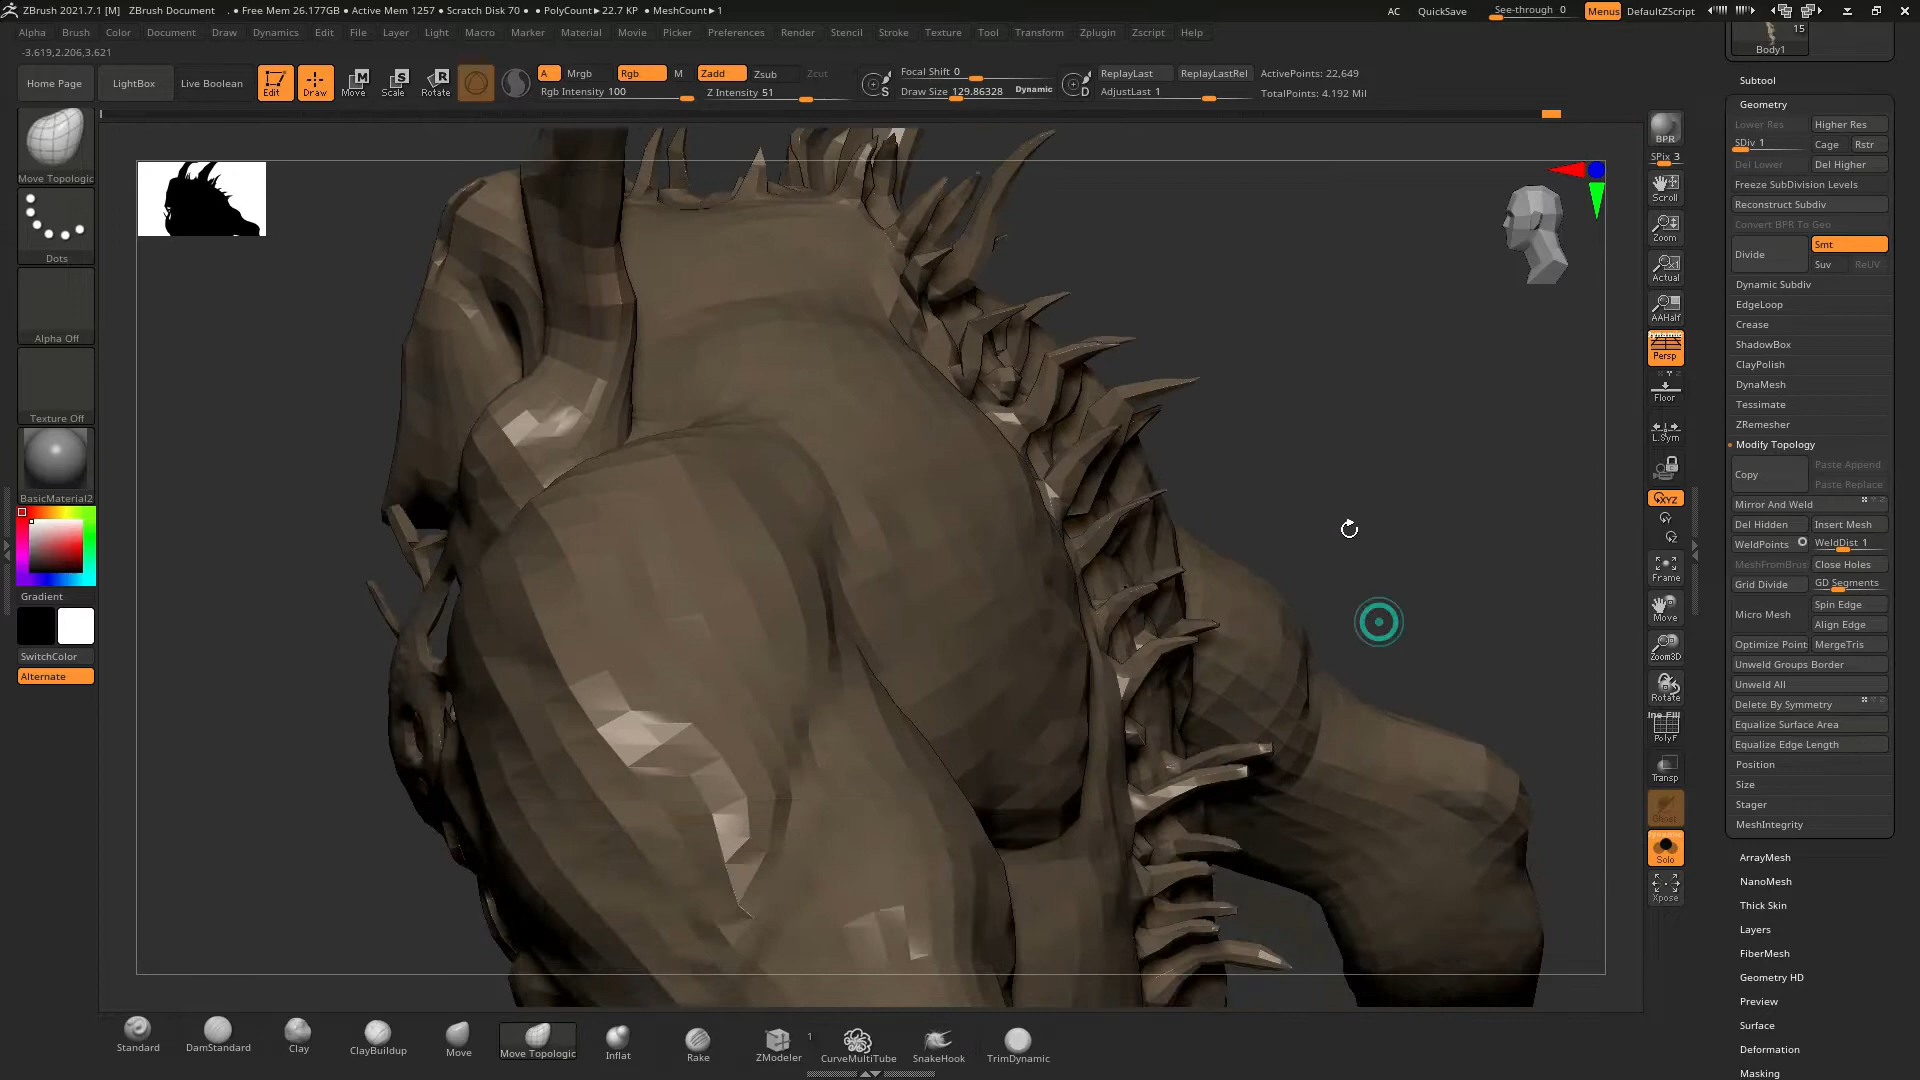 ZBrush 2021.7.1 [M] ZBrush Document . • Free Mem 26.177GB • Active Mem 1257 • Scratch Disk 70 • • PolyCount► 22.7 KP • MeshCount► 1 AC QuickSave See-through 0 Menus DefaultZScript
Alpha Brush Color Document Draw Dynamics Edit File Layer Light Macro Marker Material Movie Picker Preferences Render Stencil Stroke Texture Tool Transform Zplugin Zscript Help
-3.619,2.206,3.621
Home Page LightBox Live Boolean Edit Draw Move Scale Rotate
A Mrgb Rgb M Zadd Zsub Zcut
Rgb Intensity 100 Z Intensity 51
Focal Shift 0
Draw Size 129.86328 Dynamic
ReplayLast ReplayLastRel ActivePoints: 22,649
AdjustLast 1 TotalPoints: 4.192 Mil
Move Topologic
Dots
Alpha Off
Texture Off
BasicMaterial2
Gradient
SwitchColor
Alternate
BPR
SPix 3
Scroll
Zoom
Actual
AAHalf
Dynamic
Persp
Floor
L.Sym
XYZ
Frame
Move
Zoom3D
Rotate
PolyF
Transp
Ghost
Solo
Xpose
15
Body1
Subtool
Geometry
Lower Res Higher Res
SDiv 1 Cage Rstr
Del Lower Del Higher
Freeze SubDivision Levels
Reconstruct Subdiv
Convert BPR To Geo
Divide Smt
Suv ReUV
Dynamic Subdiv
EdgeLoop
Crease
ShadowBox
ClayPolish
DynaMesh
Tessimate
ZRemesher
Modify Topology
Copy Paste Append
Paste Replace
Mirror And Weld
Del Hidden Insert Mesh
WeldPoints WeldDist 1
MeshFromBrus Close Holes
Grid Divide GD Segments
Micro Mesh Spin Edge
Align Edge
Optimize Point MergeTris
Unweld Groups Border
Unweld All
Delete By Symmetry
Equalize Surface Area
Equalize Edge Length
Position
Size
Stager
MeshIntegrity
ArrayMesh
NanoMesh
Thick Skin
Layers
FiberMesh
Geometry HD
Preview
Surface
Deformation
Masking
Standard DamStandard Clay ClayBuildup Move Move Topologic Inflat Rake ZModeler 1 CurveMultiTube SnakeHook TrimDynamic